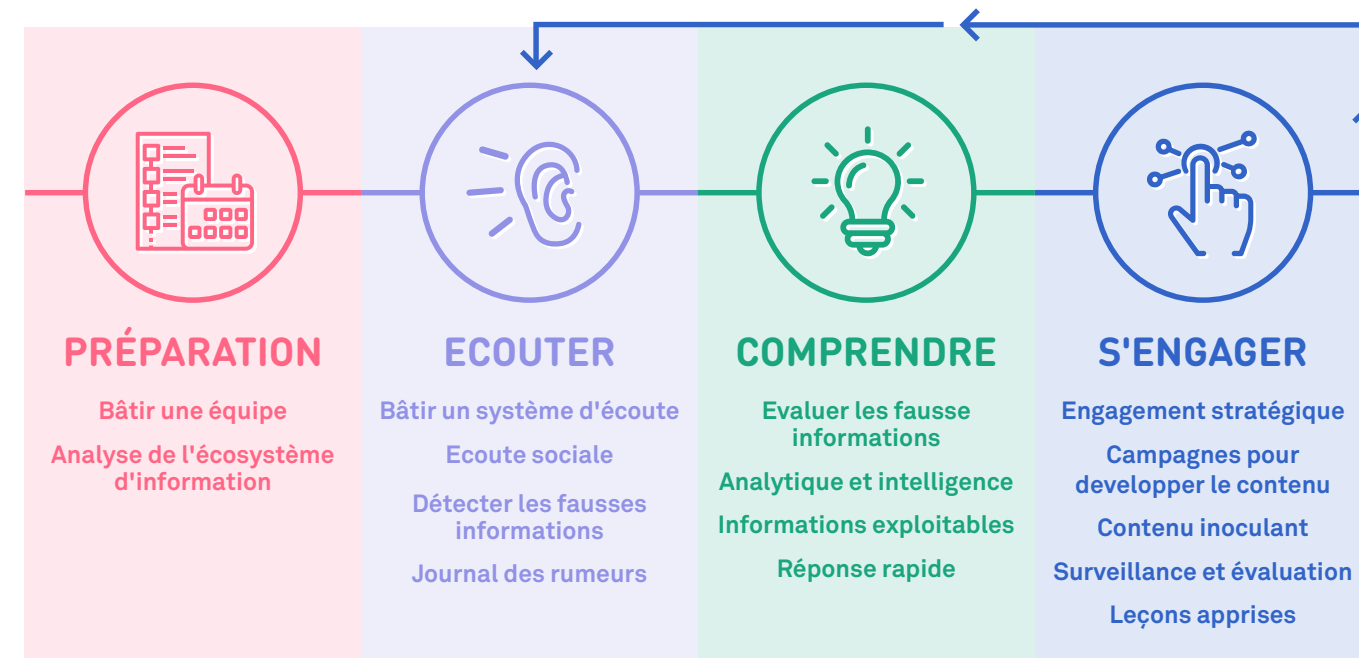 PRÉPARATION
Bâtir une équipe
Analyse de l'écosystème
d'information
ECOUTER
Bâtir un système d'écoute
Ecoute sociale
Détecter les fausses
informations
Journal des rumeurs
COMPRENDRE
Evaluer les fausse
informations
Analytique et intelligence
Informations exploitables
Réponse rapide
S'ENGAGER
Engagement stratégique
Campagnes pour
developper le contenu
Contenu inoculant
Surveillance et évaluation
Leçons apprises